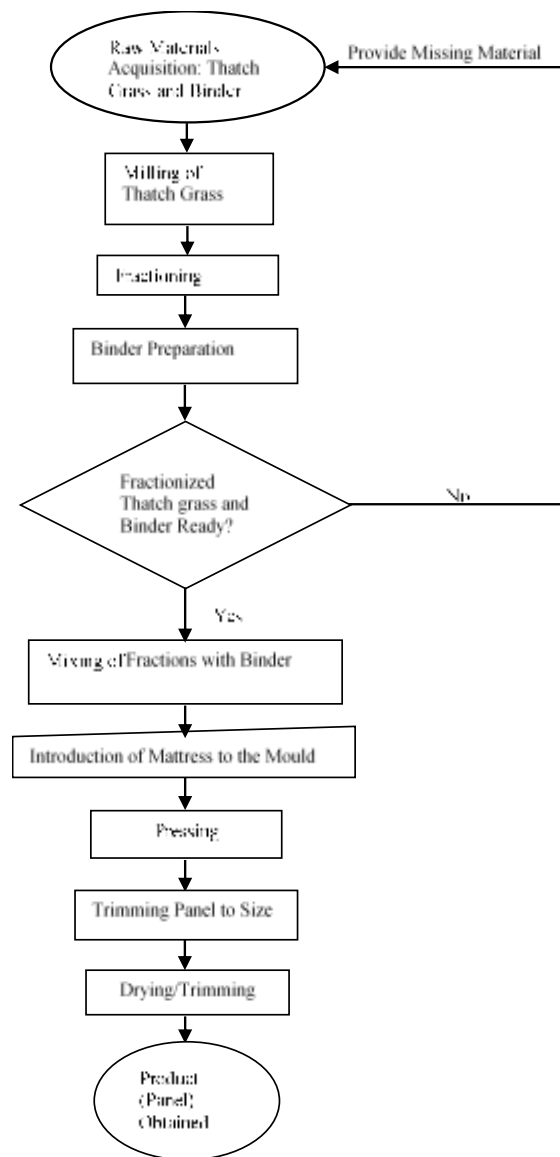 Raw Materials
Acquisition: Thatch
Grass and Binder
Provide Missing Material
Milling of
Thatch Grass
Fractioning
Binder Preparation
Fractionized
Thatch grass and
Binder Ready?
No
Yes
Mixing of Fractions with Binder
Introduction of Mattress to the Mould
Pressing
Trimming Panel to Size
Drying/Trimming
Product
(Panel)
Obtained